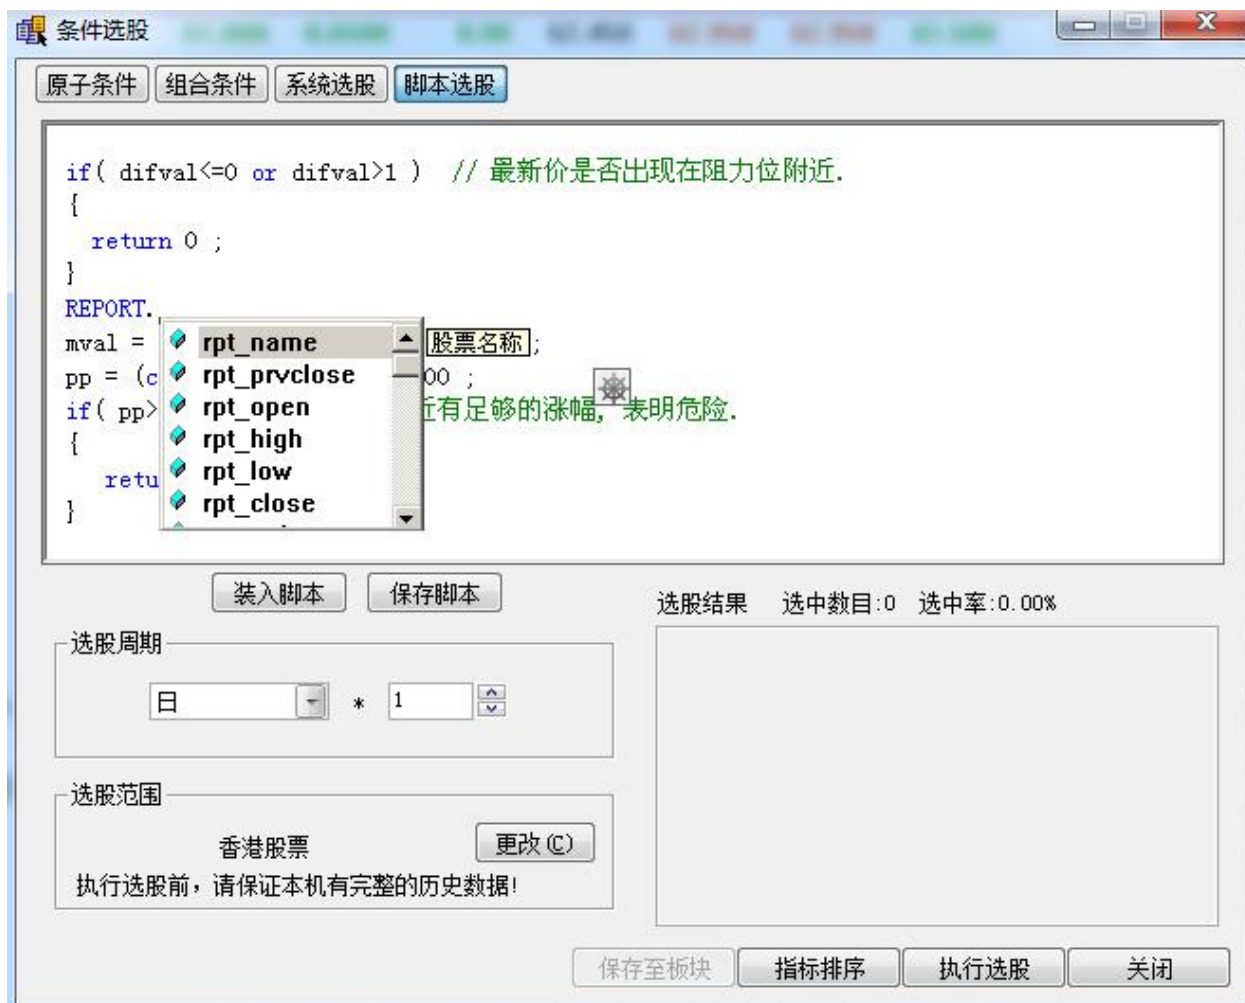 条件选股
原子条件 组合条件 系统选股 脚本选股
if( difval<=0 or difval>1 ) // 最新价是否出现在阻力位附近.
{
return 0 ;
}
REPORT.
mval = rpt_name 股票名称 ;
pp = (c rpt_prvclose 00 ;
if( pp> rpt_open 近有足够的涨幅, 表明危险.
{ rpt_high
retu rpt_low
} rpt_close
装入脚本 保存脚本
选股结果 选中数目:0 选中率:0.00%
选股周期
日 * 1
选股范围
香港股票 更改(C)
执行选股前,请保证本机有完整的历史数据!
保存至板块 指标排序 执行选股 关闭